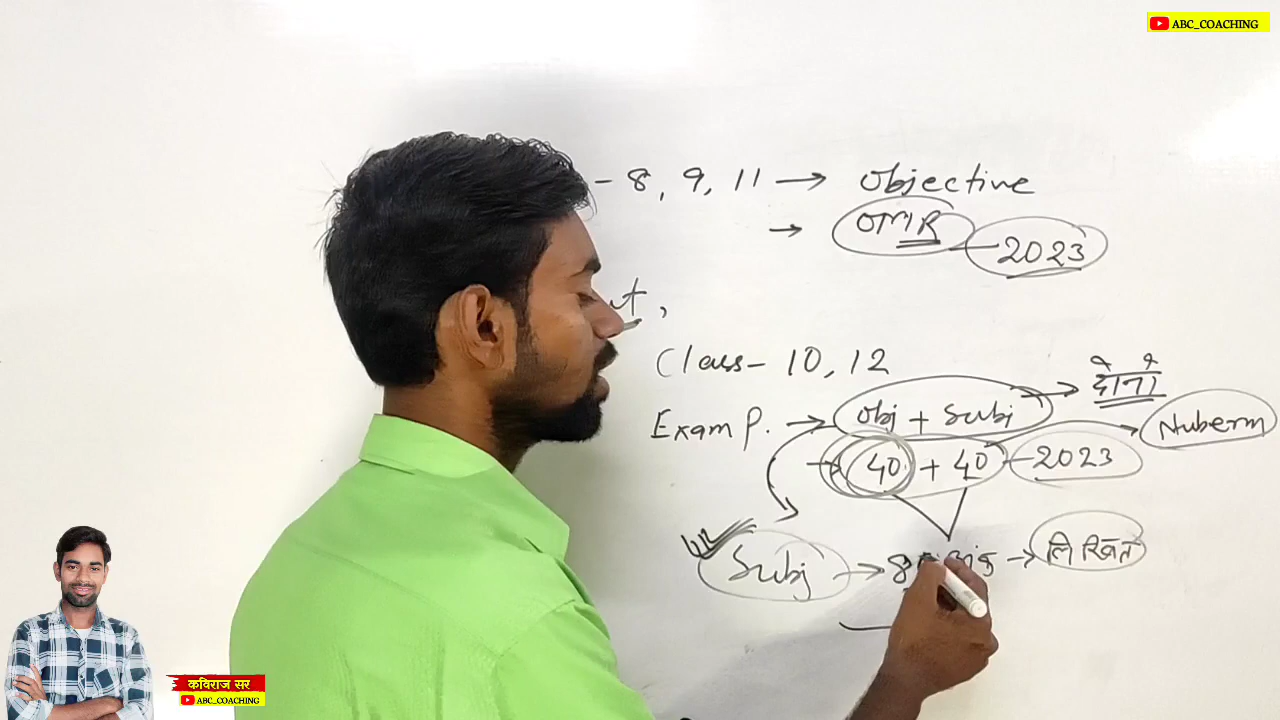 ABC_COACHING
- 8, 9, 11 → Objective
→ OMR - 2023
Class - 10, 12
दोनों
Exam P. → Obj + Subj →
Nuberm
40 + 40 - 2023
Subj → 80 अंक → लिखित
कविराज सर
ABC_COACHING